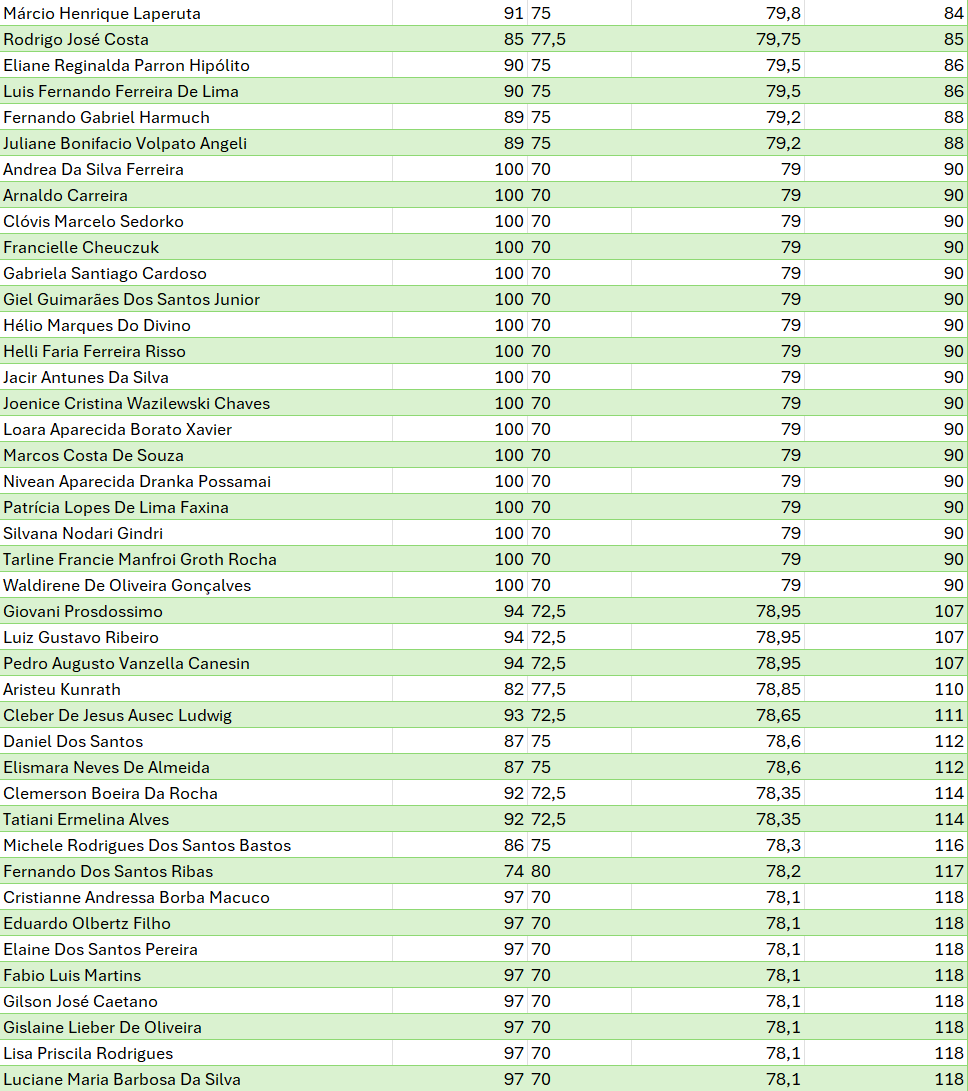 Márcio Henrique Laperuta 91 75 79,8 84
Rodrigo José Costa 85 77,5 79,75 85
Eliane Reginalda Parron Hipólito 90 75 79,5 86
Luis Fernando Ferreira De Lima 90 75 79,5 86
Fernando Gabriel Harmuch 89 75 79,2 88
Juliane Bonifacio Volpato Angeli 89 75 79,2 88
Andrea Da Silva Ferreira 100 70 79 90
Arnaldo Carreira 100 70 79 90
Clóvis Marcelo Sedorko 100 70 79 90
Francielle Cheuczuk 100 70 79 90
Gabriela Santiago Cardoso 100 70 79 90
Giel Guimarães Dos Santos Junior 100 70 79 90
Hélio Marques Do Divino 100 70 79 90
Helli Faria Ferreira Risso 100 70 79 90
Jacir Antunes Da Silva 100 70 79 90
Joenice Cristina Wazilewski Chaves 100 70 79 90
Loara Aparecida Borato Xavier 100 70 79 90
Marcos Costa De Souza 100 70 79 90
Nivean Aparecida Dranka Possamai 100 70 79 90
Patrícia Lopes De Lima Faxina 100 70 79 90
Silvana Nodari Gindri 100 70 79 90
Tarline Francie Manfroi Groth Rocha 100 70 79 90
Waldirene De Oliveira Gonçalves 100 70 79 90
Giovani Prosdossimo 94 72,5 78,95 107
Luiz Gustavo Ribeiro 94 72,5 78,95 107
Pedro Augusto Vanzella Canesin 94 72,5 78,95 107
Aristeu Kunrath 82 77,5 78,85 110
Cleber De Jesus Ausec Ludwig 93 72,5 78,65 111
Daniel Dos Santos 87 75 78,6 112
Elismara Neves De Almeida 87 75 78,6 112
Clemerson Boeira Da Rocha 92 72,5 78,35 114
Tatiani Ermelina Alves 92 72,5 78,35 114
Michele Rodrigues Dos Santos Bastos 86 75 78,3 116
Fernando Dos Santos Ribas 74 80 78,2 117
Cristianne Andressa Borba Macuco 97 70 78,1 118
Eduardo Olbertz Filho 97 70 78,1 118
Elaine Dos Santos Pereira 97 70 78,1 118
Fabio Luis Martins 97 70 78,1 118
Gilson José Caetano 97 70 78,1 118
Gislaine Lieber De Oliveira 97 70 78,1 118
Lisa Priscila Rodrigues 97 70 78,1 118
Luciane Maria Barbosa Da Silva 97 70 78,1 118